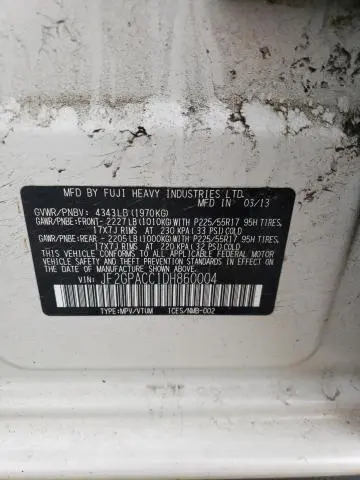 MFD BY FUJI HEAVY INDUSTRIES LTD.
MFD IN 03/13
GVWR/PNBV: 4343LB(1970KG)
GAWR/PNBE:FRONT- 2227LB(1010KG)WITH P225/55R17 95H TIRES
17X7J RIMS AT 230 KPA(33 PSI)COLD
GAWR/PNBE:REAR - 2205LB(1000KG)WITH P225/55R17 95H TIRES,
17X7J RIMS AT 220 KPA(32 PSI)COLD
THIS VEHICLE CONFORMS TO ALL APPLICABLE
U.S. FEDERAL MOTOR VEHICLE
SAFETY, BUMPER, AND THEFT PREVENTION
STANDARDS IN EFFECT ON THE DATE OF
MANUFACTURE SHOWN ABOVE.
VIN: JF2GPACC1DH860004
TYPE:MPV/VTUM ICES/NMB-002